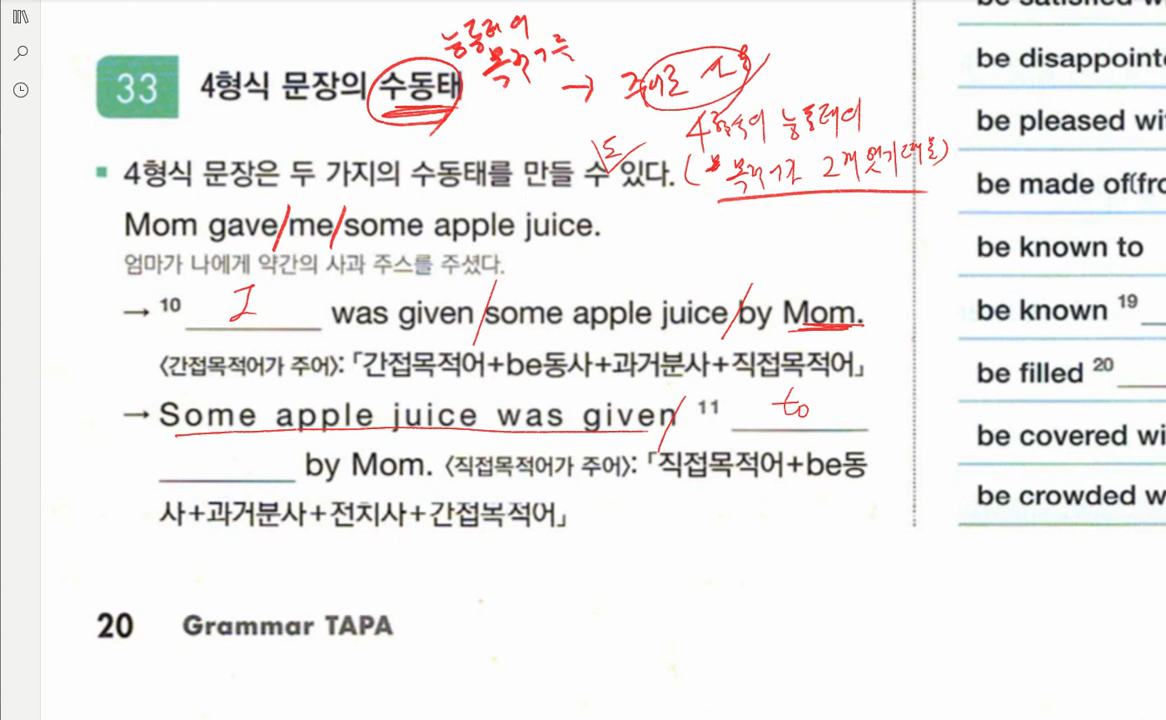 능동태의
목적어를
→ 주어로 사용
33 4형식 문장의 수동태
4형식의 능동태에
(목적어가 2개 있기 때문)
4형식 문장은 두 가지의 수동태를 만들 수 있다.
도
Mom gave/me/some apple juice.
엄마가 나에게 약간의 사과 주스를 주셨다.
→ 10 I was given/some apple juice/by Mom.
〈간접목적어가 주어〉: 「간접목적어+be동사+과거분사+직접목적어」
→ Some apple juice was given/ 11 to
by Mom. 〈직접목적어가 주어〉: 「직접목적어+be동
사+과거분사+전치사+간접목적어」
20 Grammar TAPA
be disappointe
be pleased wi
be made of(fro
be known to
be known 19
be filled 20
be covered wi
be crowded w